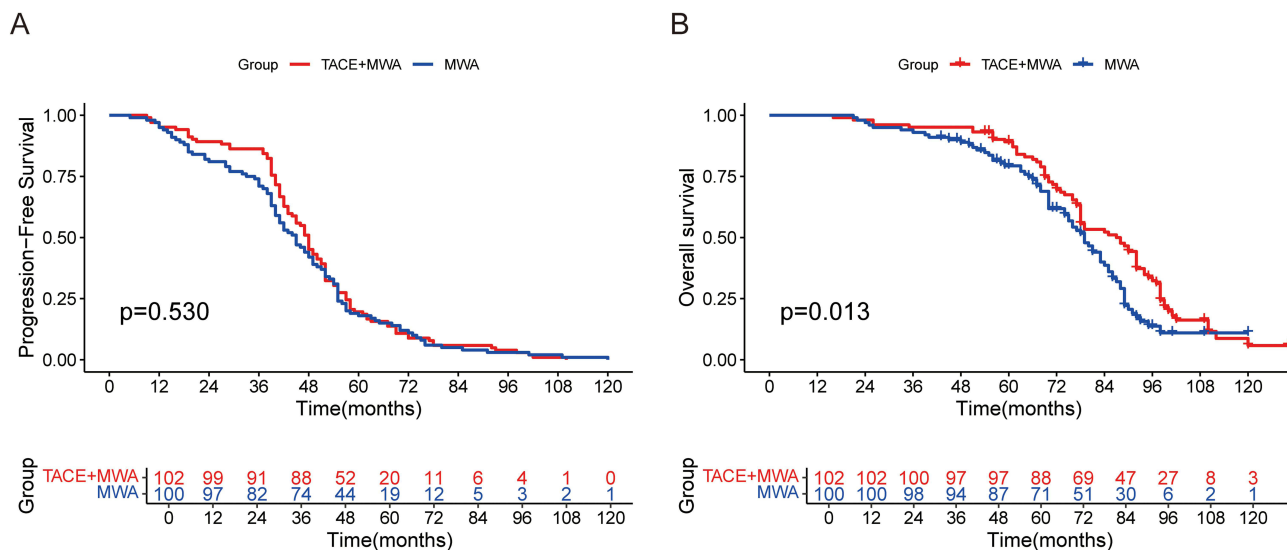 A
Group TACE+MWA MWA
Progression−Free Survival
1.00
0.75
0.50
0.25
0.00
p=0.530
0 12 24 36 48 60 72 84 96 108 120
Time(months)
Group
TACE+MWA 102 99 91 88 52 20 11 6 4 1 0
MWA 100 97 82 74 44 19 12 5 3 2 1
0 12 24 36 48 60 72 84 96 108 120
Time(months)
B
Group TACE+MWA MWA
Overall survival
1.00
0.75
0.50
0.25
0.00
p=0.013
0 12 24 36 48 60 72 84 96 108 120
Time(months)
Group
TACE+MWA 102 102 100 97 97 88 69 47 27 8 3
MWA 100 100 98 94 87 71 51 30 6 2 1
0 12 24 36 48 60 72 84 96 108 120
Time(months)